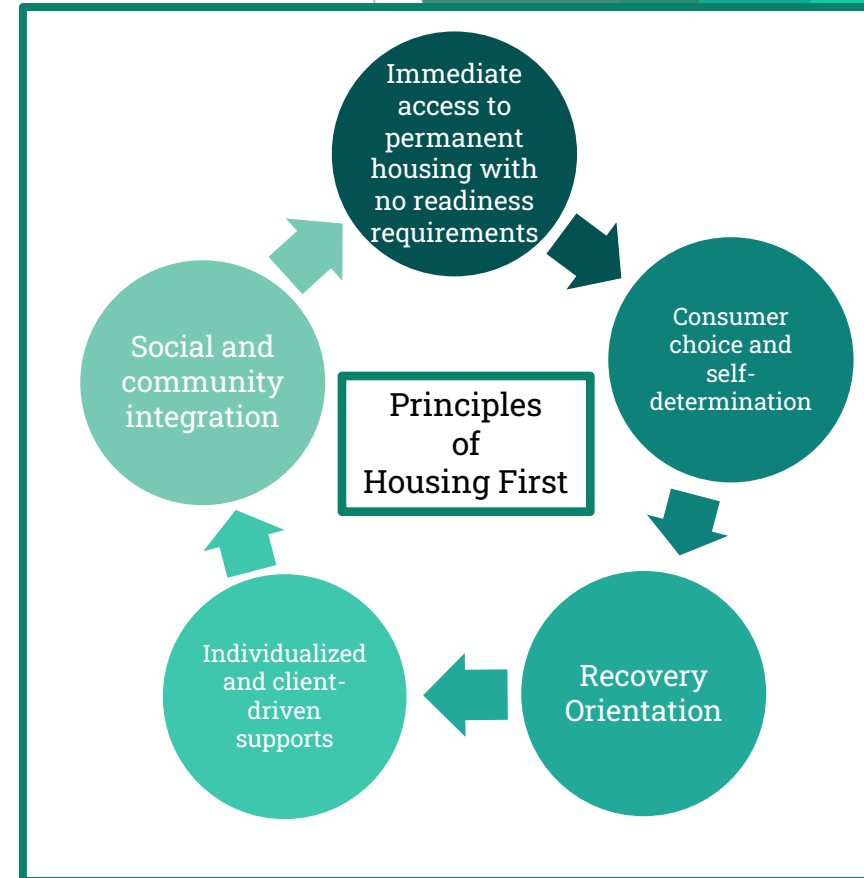 Immediate
access to
permanent
housing with
no readiness
requirements
Consumer
choice and
self-
determination
Recovery
Orientation
Individualized
and client-
driven
supports
Social and
community
integration
Principles
of
Housing First